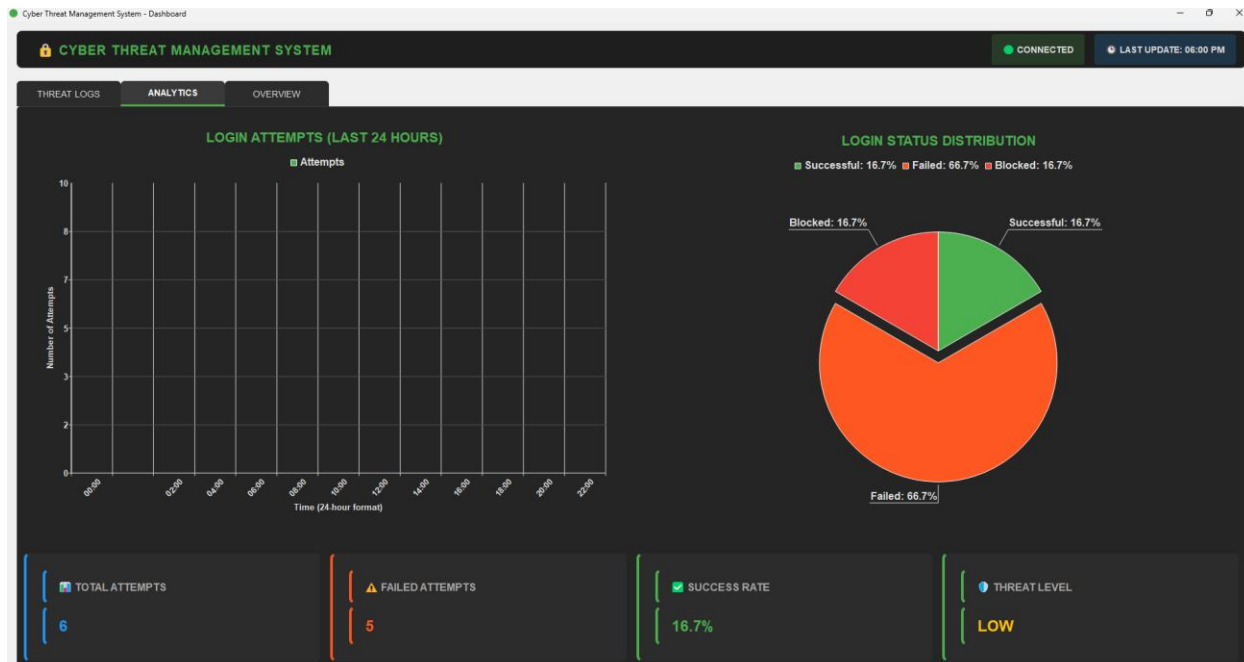 Cyber Threat Management System - Dashboard
CYBER THREAT MANAGEMENT SYSTEM
CONNECTED
LAST UPDATE: 06:00 PM
THREAT LOGS
ANALYTICS
OVERVIEW
LOGIN ATTEMPTS (LAST 24 HOURS)
Attempts
10
8
7
5
3
2
0
Number of Attempts
00:00
02:00
04:00
06:00
08:00
10:00
12:00
14:00
16:00
18:00
20:00
22:00
Time (24-hour format)
LOGIN STATUS DISTRIBUTION
Successful: 16.7% Failed: 66.7% Blocked: 16.7%
Blocked: 16.7%
Successful: 16.7%
Failed: 66.7%
TOTAL ATTEMPTS
6
FAILED ATTEMPTS
5
SUCCESS RATE
16.7%
THREAT LEVEL
LOW